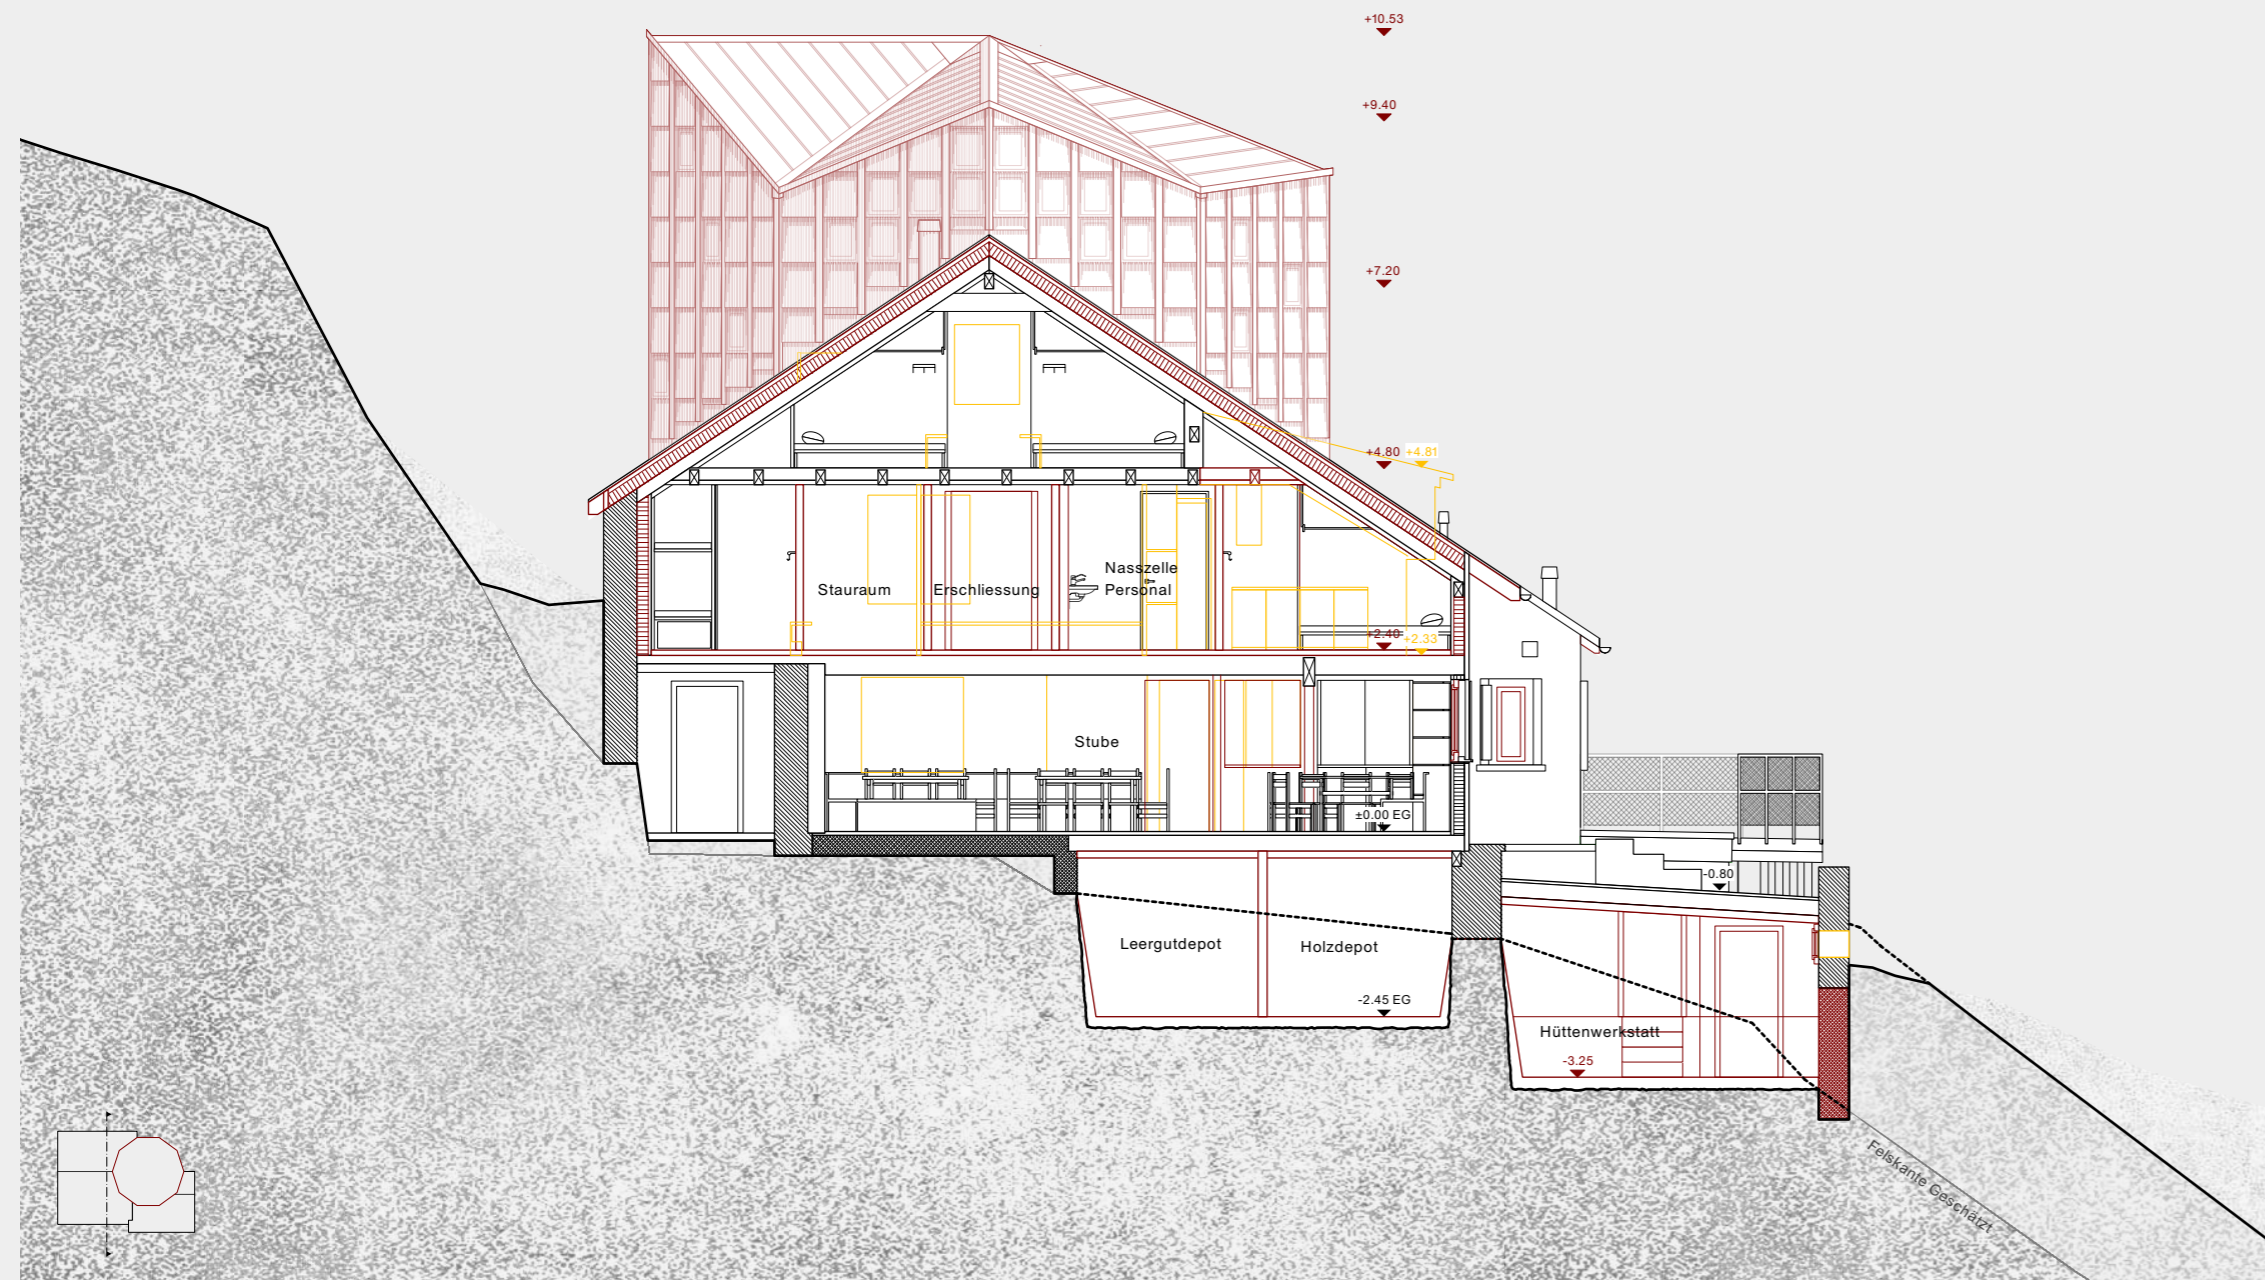 +10.53
+9.40
+7.20
+4.80 +4.81
Stauraum
Erschliessung
Nasszelle
Personal
+2.40 +2.33
Stube
±0.00 EG
-0.80
Leergutdepot
Holzdepot
-2.45 EG
Hüttenwerkstatt
-3.25
Felskante Geschätzt